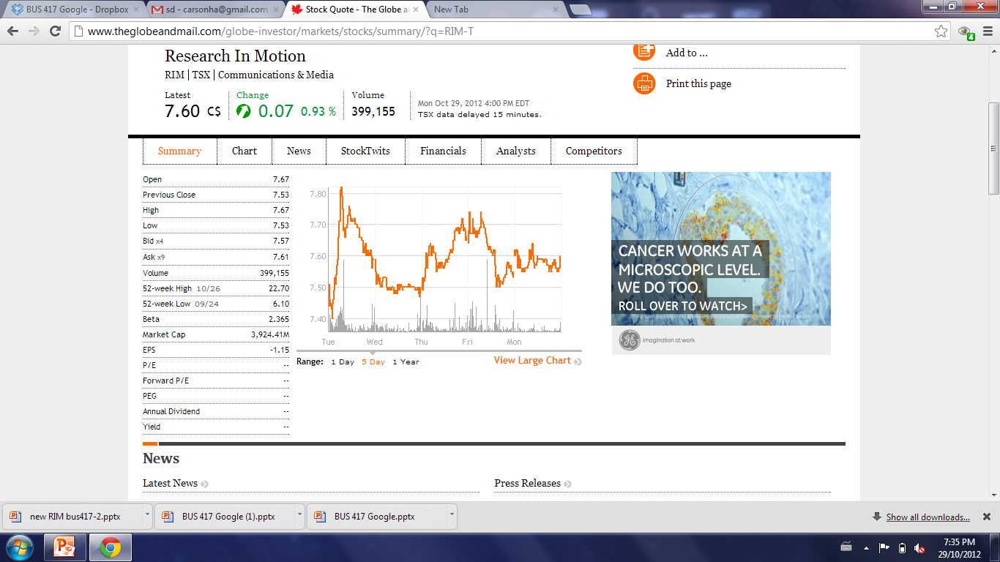 BUS 417 Google - Dropbox
sd - carsonha@gmail.com
Stock Quote - The Globe a
New Tab
www.theglobeandmail.com/globe-investor/markets/stocks/summary/?q=RIM-T
4
Research In Motion
RIM | TSX | Communications & Media
Latest
7.60 C$
Change
0.07 0.93 %
Volume
399,155
Mon Oct 29, 2012 4:00 PM EDT
TSX data delayed 15 minutes.
Add to ...
Print this page
Summary Chart News StockTwits Financials Analysts Competitors
Open 7.67
Previous Close 7.53
High 7.67
Low 7.53
Bid x4 7.57
Ask x9 7.61
Volume 399,155
52-week High 10/26 22.70
52-week Low 09/24 6.10
Beta 2.365
Market Cap 3,924.41M
EPS -1.15
P/E --
Forward P/E --
PEG --
Annual Dividend --
Yield --
7.80
7.70
7.60
7.50
7.40
Tue Wed Thu Fri Mon
Range: 1 Day 5 Day 1 Year
View Large Chart
CANCER WORKS AT A
MICROSCOPIC LEVEL.
WE DO TOO.
ROLL OVER TO WATCH>
GE imagination at work
News
Latest News
Press Releases
new RIM bus417-2.pptx
BUS 417 Google (1).pptx
BUS 417 Google.pptx
Show all downloads...
7:35 PM
29/10/2012